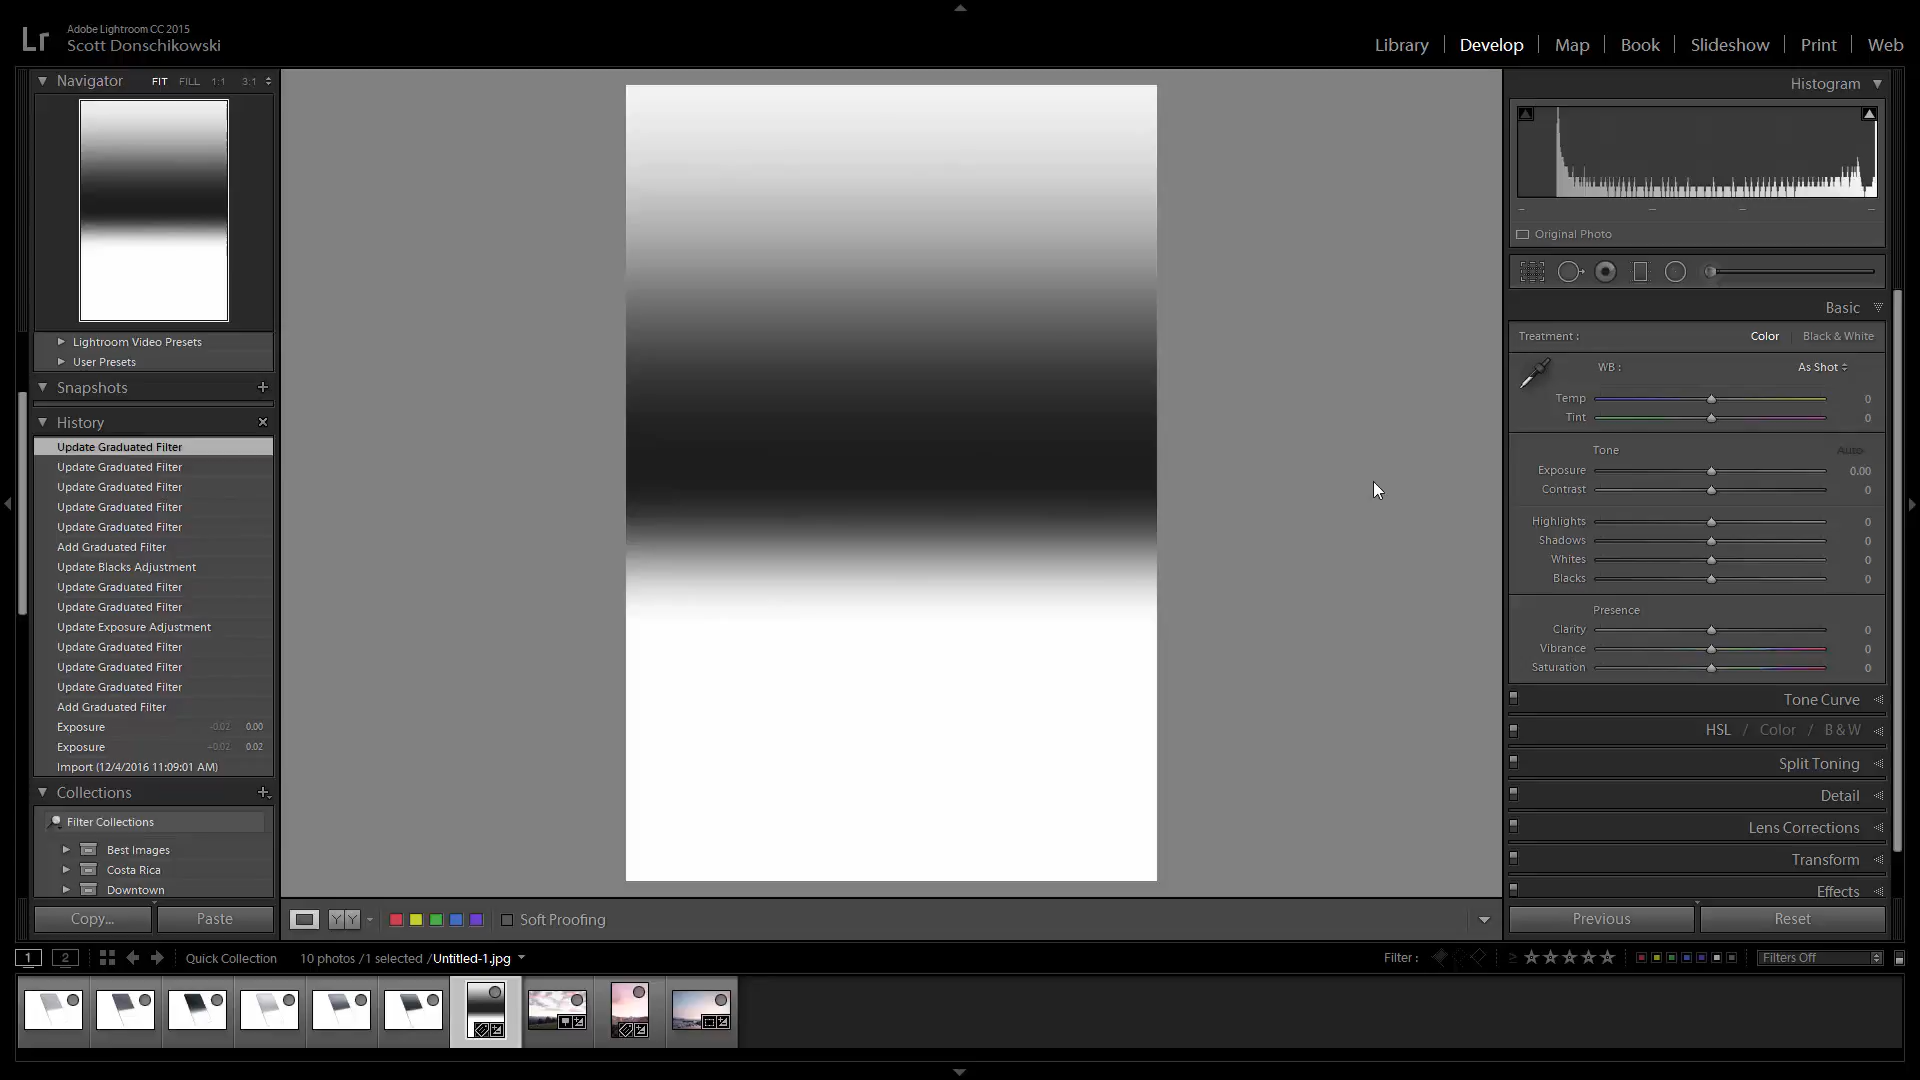 Lr
Adobe Lightroom CC 2015
Scott Donschikowski
Library | Develop | Map | Book | Slideshow | Print | Web
Navigator FIT FILL 1:1 3:1
Lightroom Video Presets
User Presets
Snapshots +
History ×
Update Graduated Filter
Update Graduated Filter
Update Graduated Filter
Update Graduated Filter
Update Graduated Filter
Add Graduated Filter
Update Blacks Adjustment
Update Graduated Filter
Update Graduated Filter
Update Exposure Adjustment
Update Graduated Filter
Update Graduated Filter
Update Graduated Filter
Add Graduated Filter
Exposure -0.02 0.00
Exposure +0.02 0.02
Import (12/4/2016 11:09:01 AM)
Collections +
Filter Collections
Best Images
Costa Rica
Downtown
Copy... Paste
YY Soft Proofing
Histogram
Original Photo
Basic
Treatment : Color | Black & White
WB : As Shot
Temp 0
Tint 0
Tone Auto
Exposure 0.00
Contrast 0
Highlights 0
Shadows 0
Whites 0
Blacks 0
Presence
Clarity 0
Vibrance 0
Saturation 0
Tone Curve
HSL / Color / B & W
Split Toning
Detail
Lens Corrections
Transform
Effects
Previous Reset
1 2 Quick Collection 10 photos /1 selected /Untitled-1.jpg
Filter : ≥ Filters Off